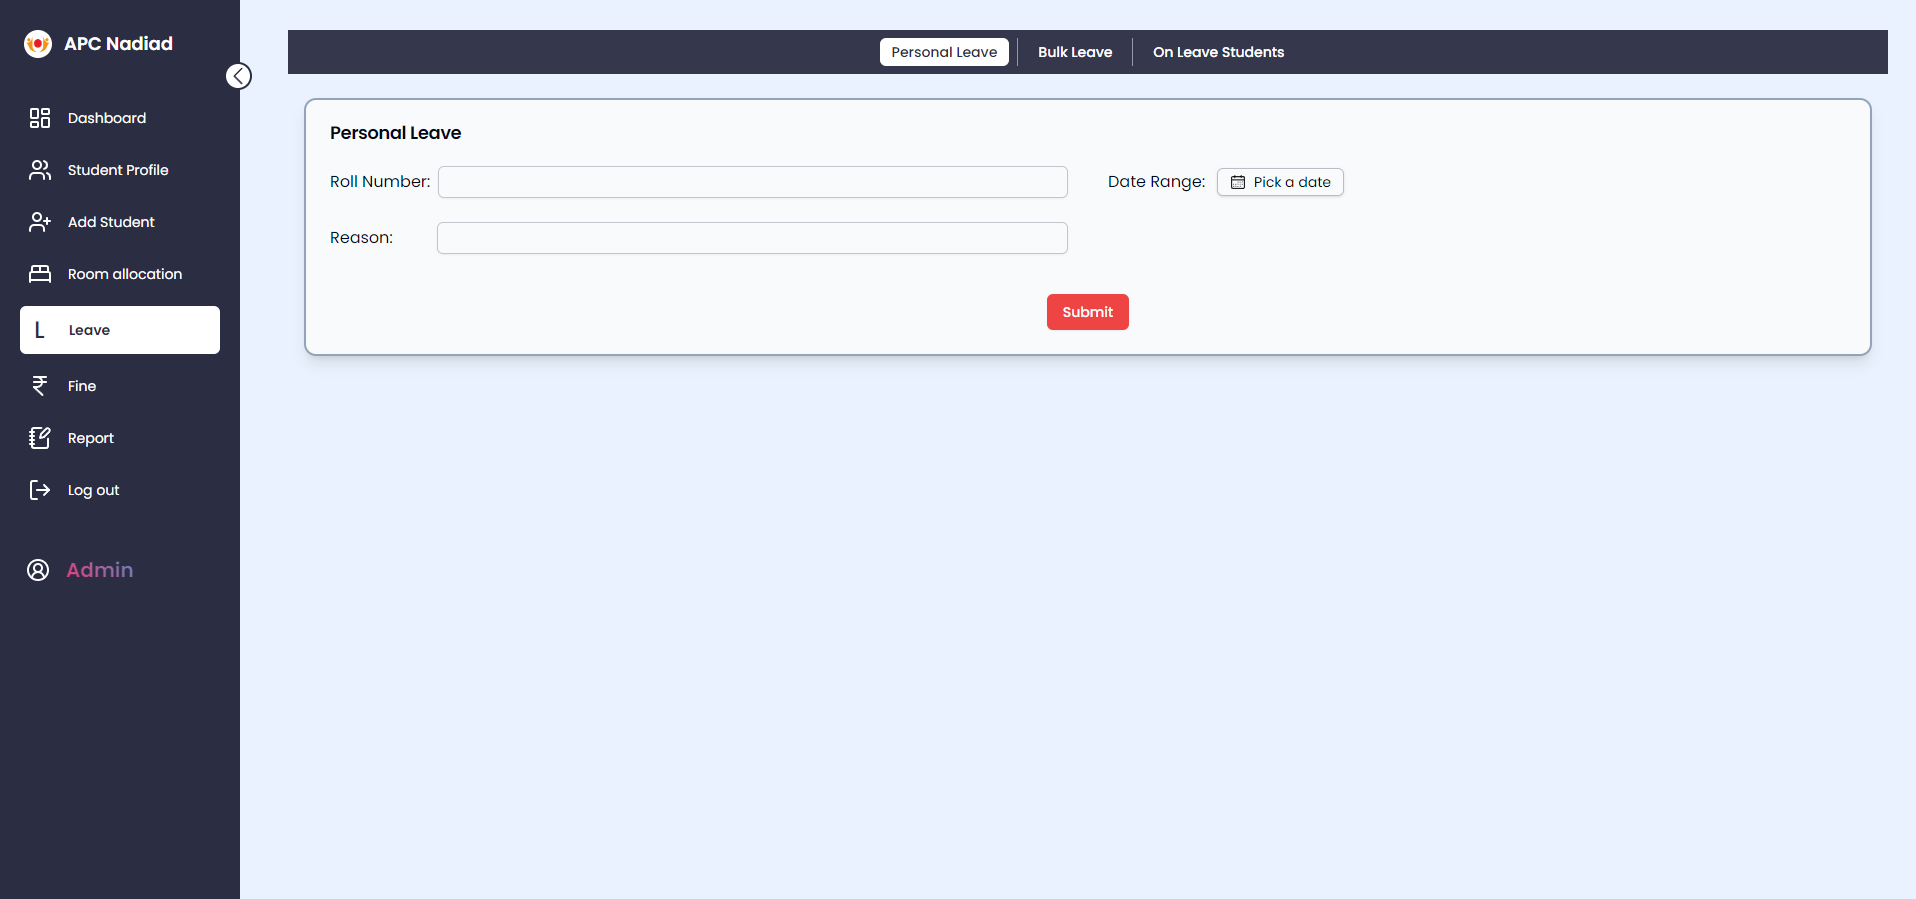 APC Nadiad
Dashboard
Student Profile
Add Student
Room allocation
L Leave
Fine
Report
Log out
Admin
Personal Leave Bulk Leave On Leave Students
Personal Leave
Roll Number: Date Range: Pick a date
Reason:
Submit